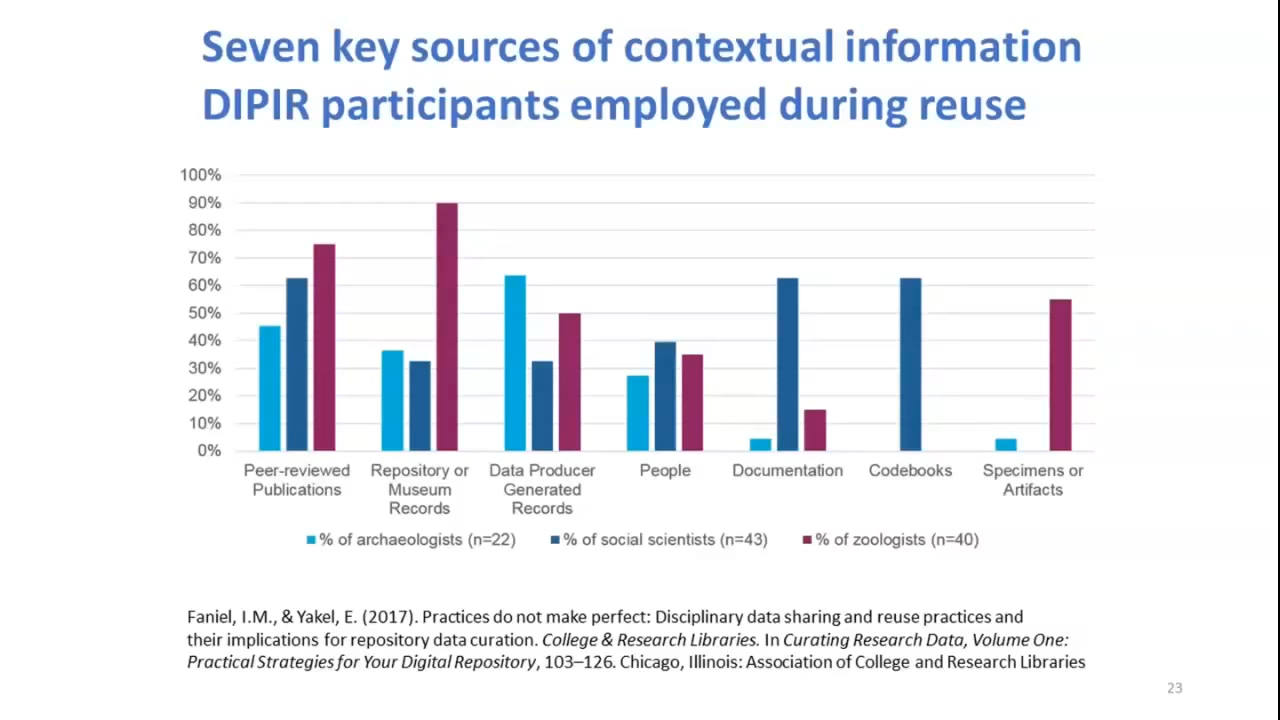 Seven key sources of contextual information
DIPIR participants employed during reuse
100%
90%
80%
70%
60%
50%
40%
30%
20%
10%
0%
Peer-reviewed Publications
Repository or Museum Records
Data Producer Generated Records
People
Documentation
Codebooks
Specimens or Artifacts
% of archaeologists (n=22)
% of social scientists (n=43)
% of zoologists (n=40)
Faniel, I.M., & Yakel, E. (2017). Practices do not make perfect: Disciplinary data sharing and reuse practices and
their implications for repository data curation. College & Research Libraries. In Curating Research Data, Volume One:
Practical Strategies for Your Digital Repository, 103–126. Chicago, Illinois: Association of College and Research Libraries
23